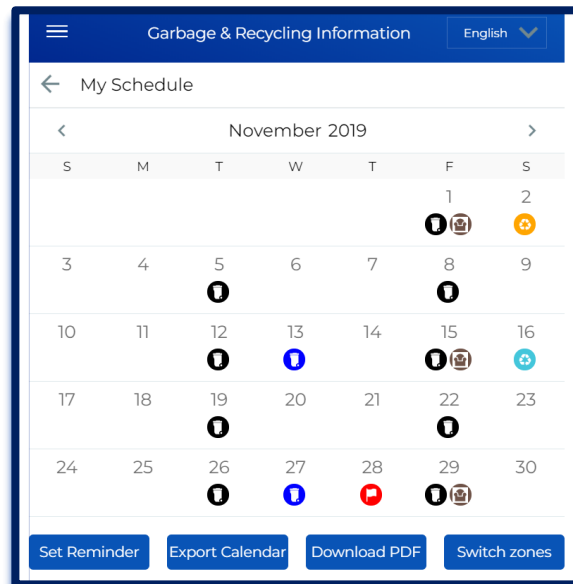 Garbage & Recycling Information English
My Schedule
November 2019
S M T W T F S
1 2
3 4 5 6 7 8 9
10 11 12 13 14 15 16
17 18 19 20 21 22 23
24 25 26 27 28 29 30
Set Reminder Export Calendar Download PDF Switch zones